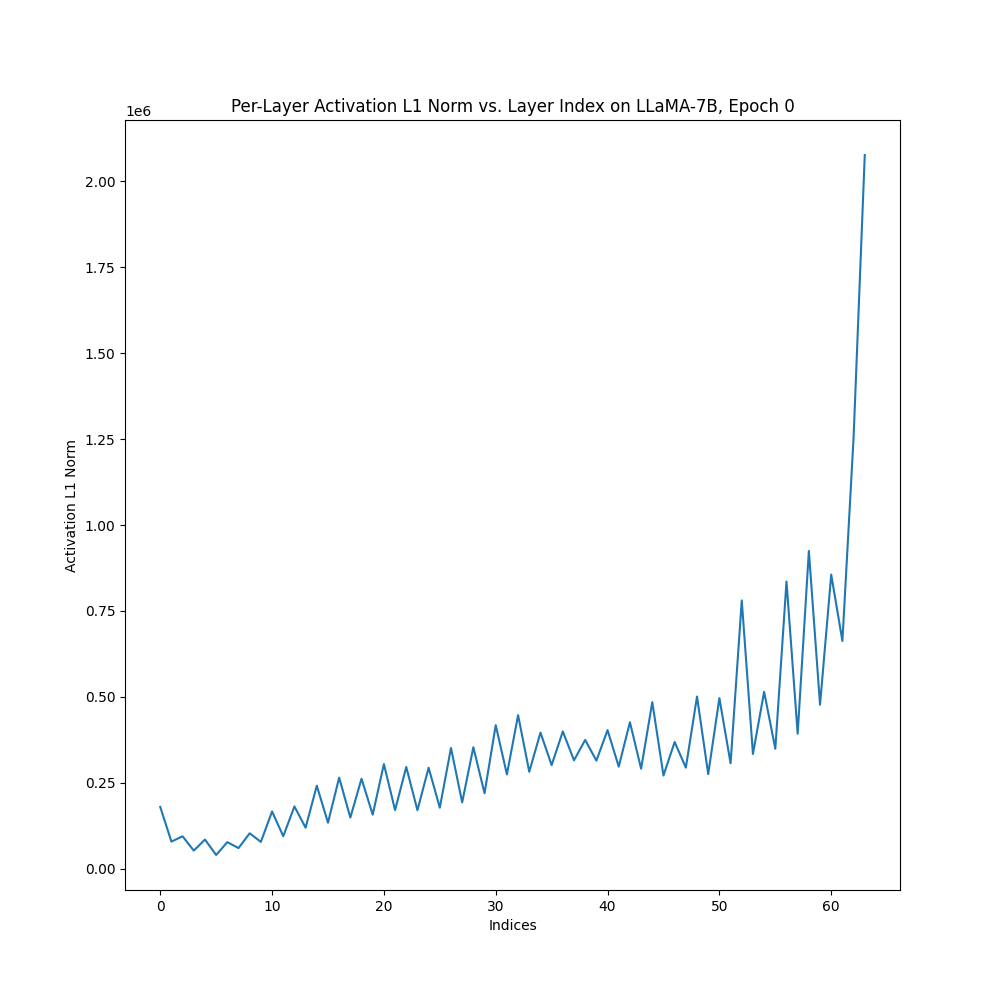 Per-Layer Activation L1 Norm vs. Layer Index on LLaMA-7B, Epoch 0
1e6
2.00
1.75
1.50
1.25
1.00
0.75
0.50
0.25
0.00
Activation L1 Norm
0 10 20 30 40 50 60
Indices